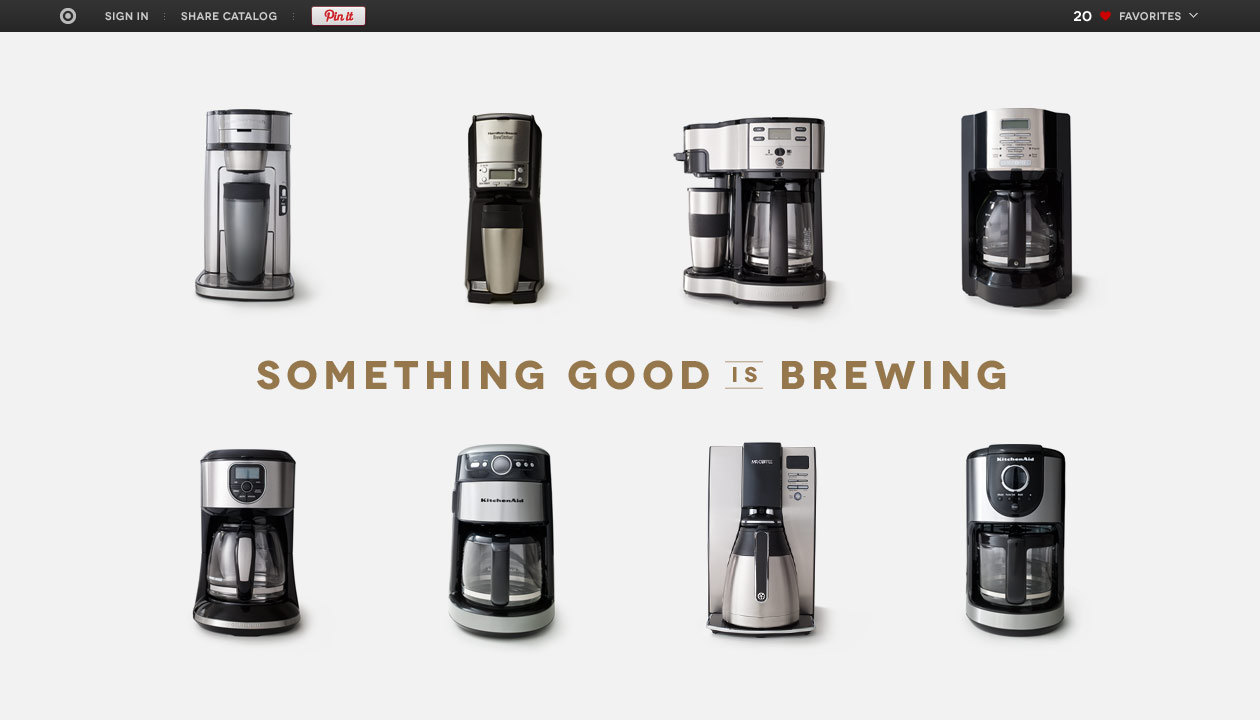 SIGN IN
SHARE CATALOG
Pin it
20
FAVORITES
SOMETHING GOOD IS BREWING
KitchenAid
MR.COFFEE
KitchenAid